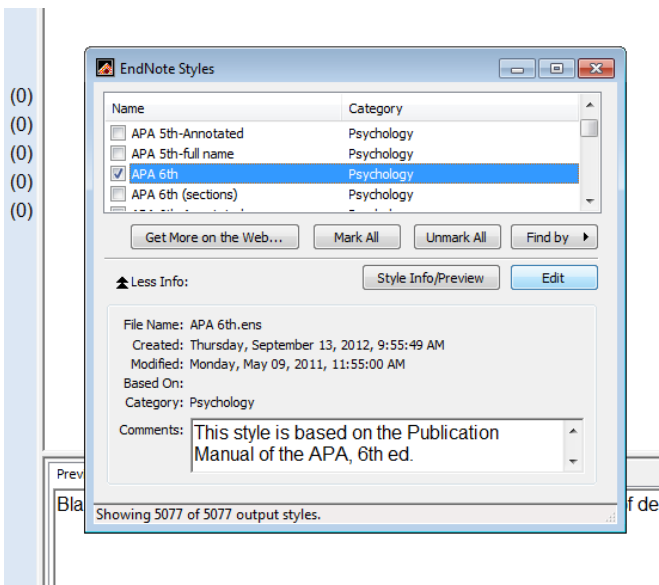 EndNote Styles
(0)
(0)
(0)
(0)
(0)
Name Category
APA 5th-Annotated Psychology
APA 5th-full name Psychology
APA 6th Psychology
APA 6th (sections) Psychology
Get More on the Web... Mark All Unmark All Find by
Less Info: Style Info/Preview Edit
File Name: APA 6th.ens
Created: Thursday, September 13, 2012, 9:55:49 AM
Modified: Monday, May 09, 2011, 11:55:00 AM
Based On:
Category: Psychology
Comments: This style is based on the Publication
Manual of the APA, 6th ed.
Prev
Bla f de
Showing 5077 of 5077 output styles.